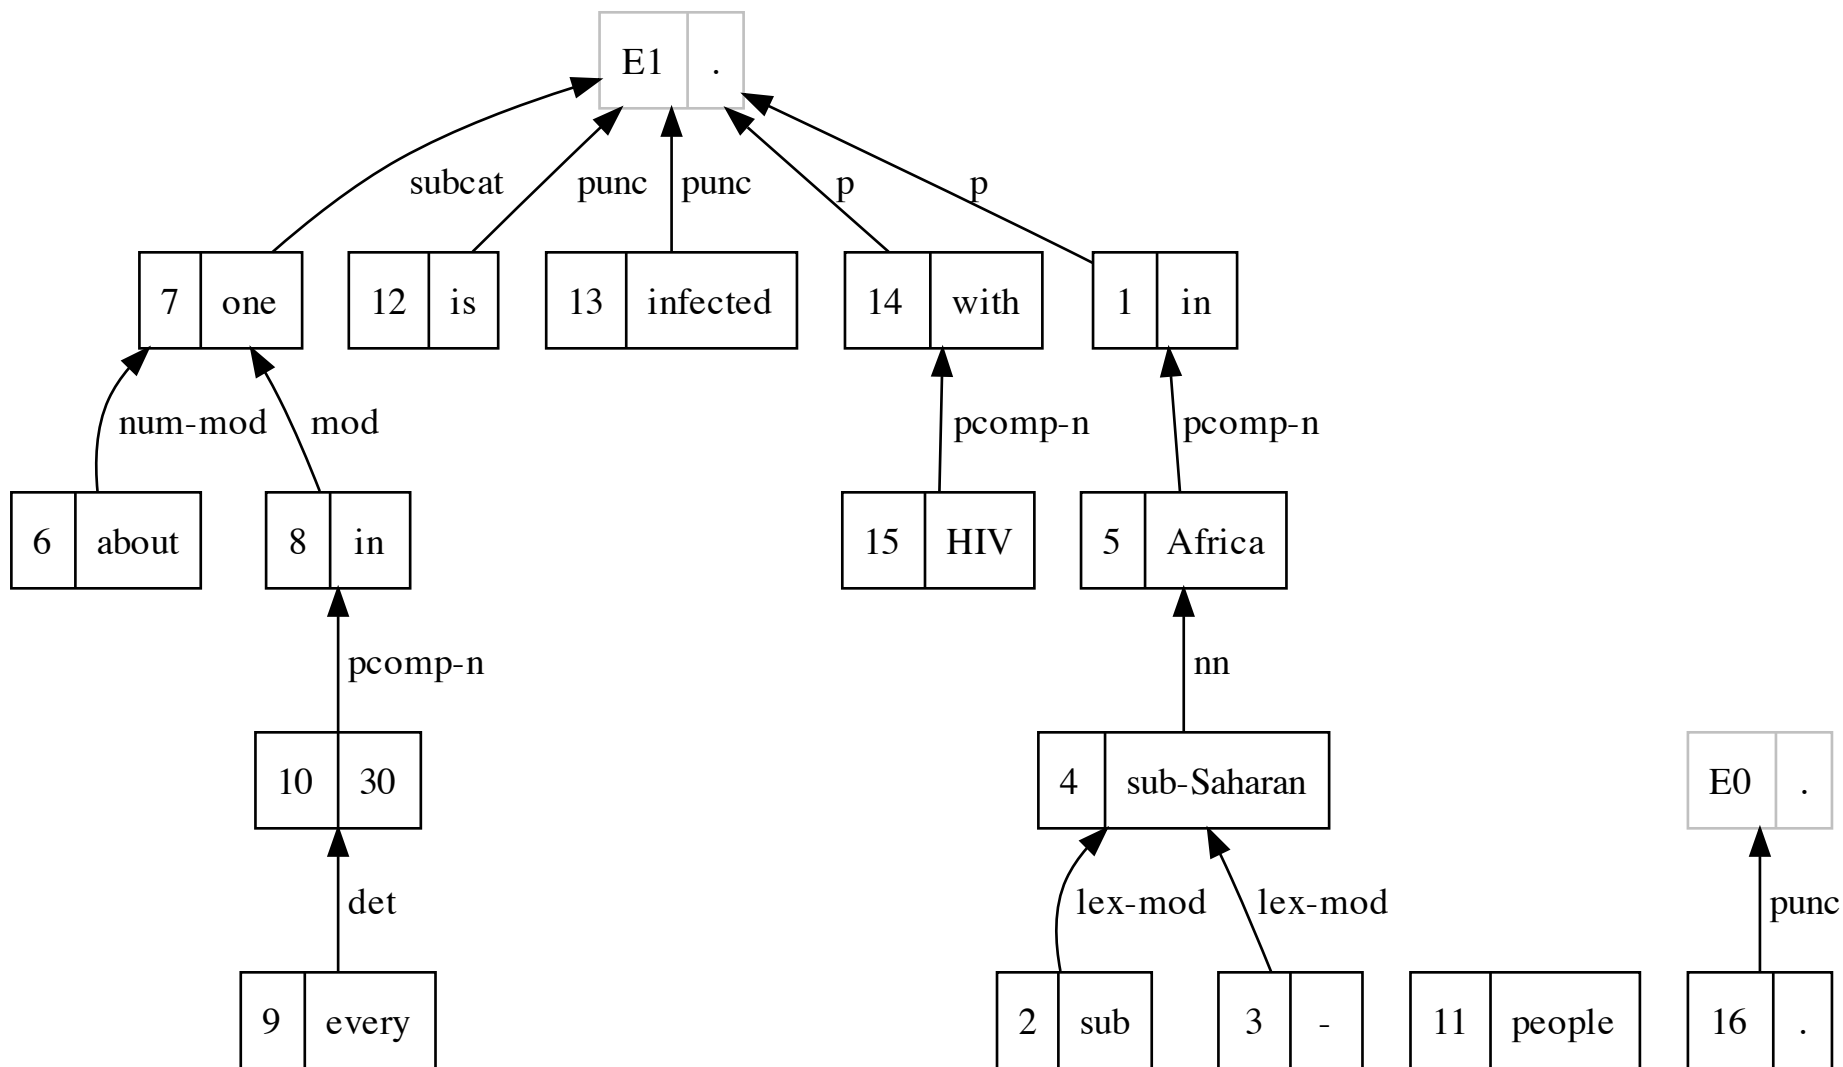 E1 .
subcat punc punc p p
7 one 12 is 13 infected 14 with 1 in
num-mod mod pcomp-n pcomp-n
6 about 8 in 15 HIV 5 Africa
pcomp-n nn
10 30 4 sub-Saharan E0 .
det lex-mod lex-mod punc
9 every 2 sub 3 - 11 people 16 .